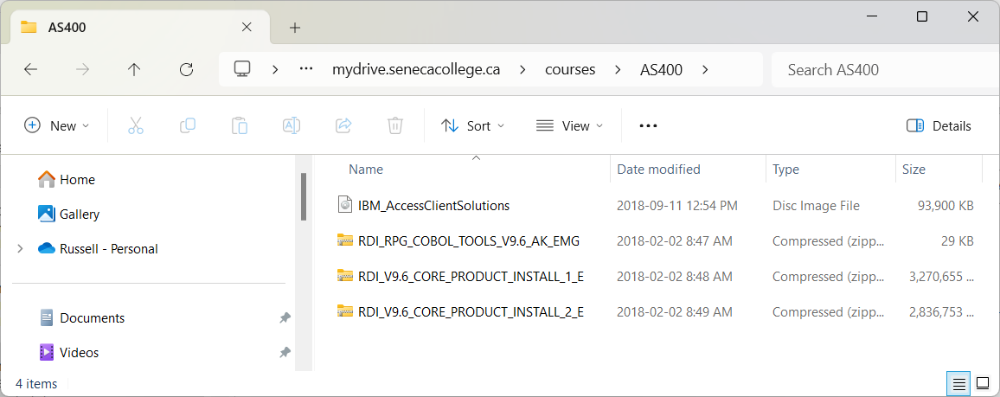 AS400
mydrive.senecacollege.ca courses AS400 Search AS400
New Sort View ••• Details
Home
Gallery
Russell - Personal
Documents
Videos
Name Date modified Type Size
IBM_AccessClientSolutions 2018-09-11 12:54 PM Disc Image File 93,900 KB
RDI_RPG_COBOL_TOOLS_V9.6_AK_EMG 2018-02-02 8:47 AM Compressed (zipp... 29 KB
RDI_V9.6_CORE_PRODUCT_INSTALL_1_E 2018-02-02 8:48 AM Compressed (zipp... 3,270,655 ...
RDI_V9.6_CORE_PRODUCT_INSTALL_2_E 2018-02-02 8:49 AM Compressed (zipp... 2,836,753 ...
4 items